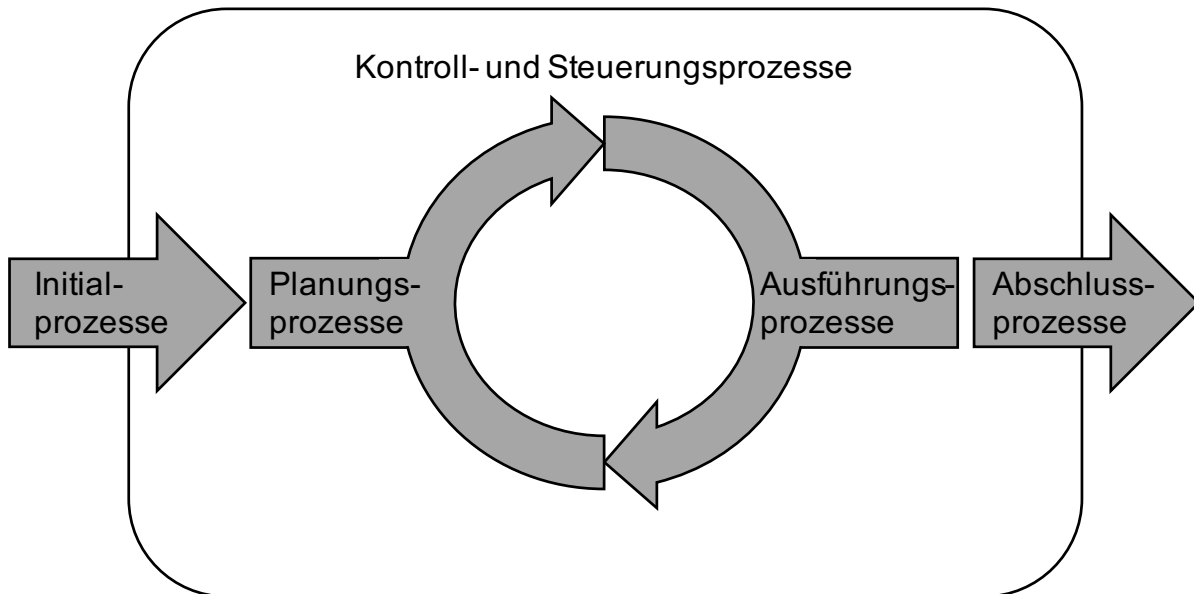 Kontroll- und Steuerungsprozesse
Initial-
prozesse
Planungs-
prozesse
Ausführungs-
prozesse
Abschluss-
prozesse